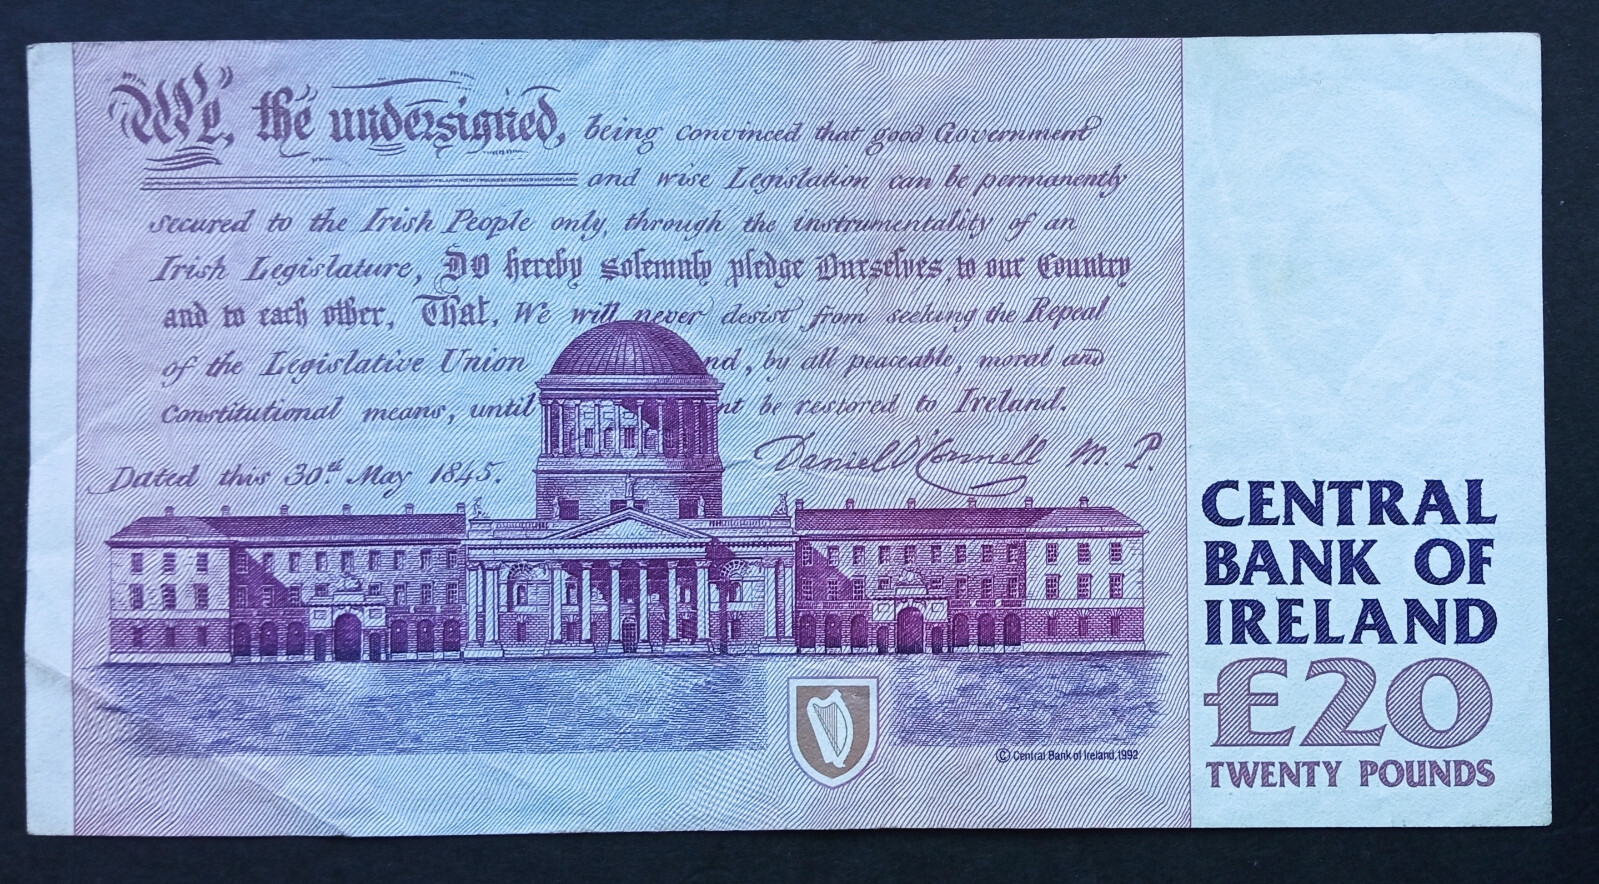 We, the undersigned, being convinced that good Government
and wise Legislation can be permanently
secured to the Irish People only, through the instrumentality of an
Irish Legislature, Do hereby solemnly pledge Ourselves, to our Country
and to each other, That, We will never desist from seeking the Repeal
of the Legislative Union nd, by all peaceable, moral and
Constitutional means, until nt be restored to Ireland.
Dated this 30th May 1845. Daniel O'Connell M. P.
CENTRAL
BANK OF
IRELAND
£20
TWENTY POUNDS
© Central Bank of Ireland, 1992